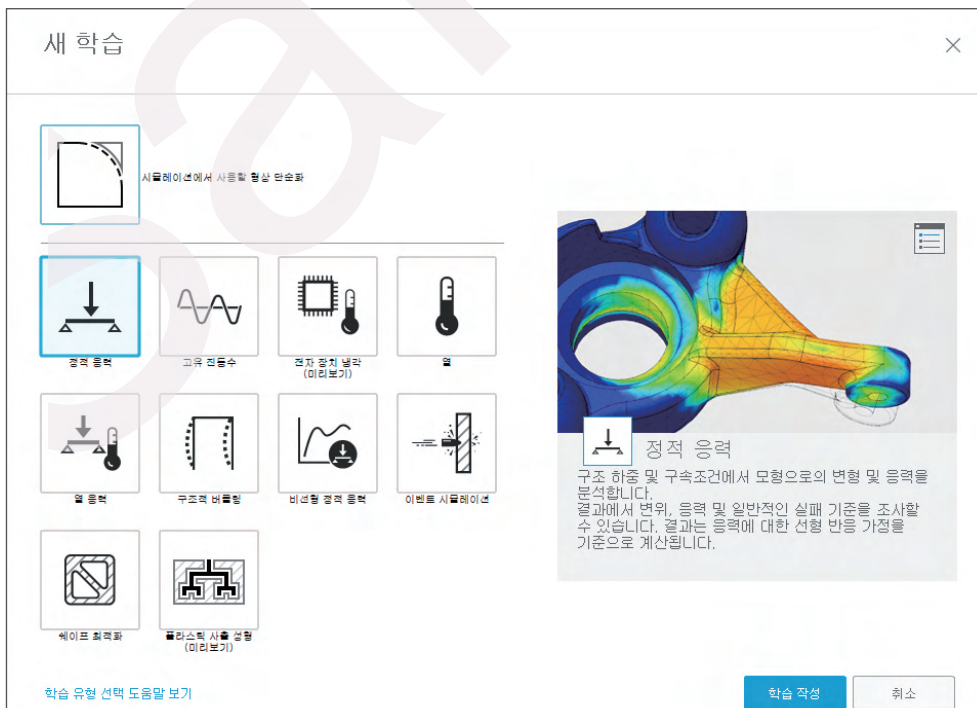 새 학습
시뮬레이션에서 사용할 형상 단순화
정적 응력
고유 진동수
전자 장치 냉각
(미리보기)
열
열 응력
구조적 버클링
비선형 정적 응력
이벤트 시뮬레이션
쉐이프 최적화
플라스틱 사출 성형
(미리보기)
정적 응력
구조 하중 및 구속조건에서 모형으로의 변형 및 응력을
분석합니다.
결과에서 변위, 응력 및 일반적인 실패 기준을 조사할
수 있습니다. 결과는 응력에 대한 선형 반응 가정을
기준으로 계산됩니다.
학습 유형 선택 도움말 보기
학습 작성
취소